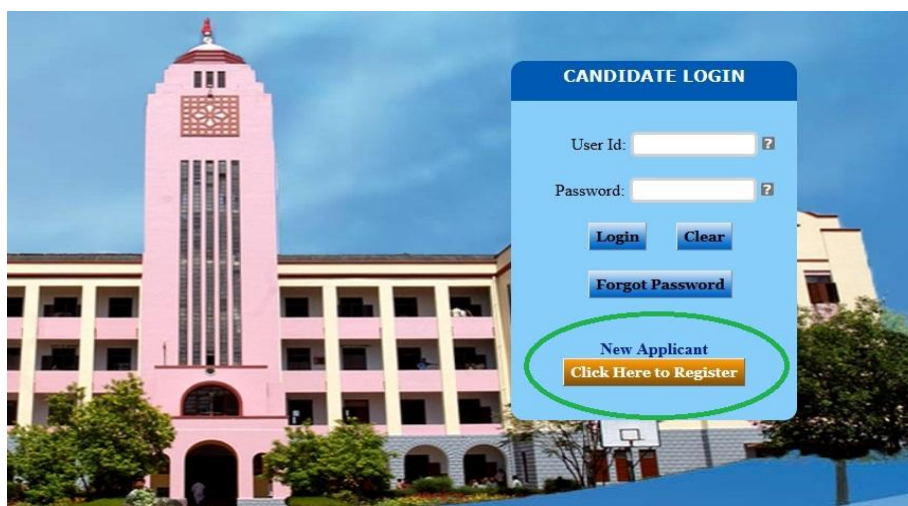 CANDIDATE LOGIN
User Id: ?
Password: ?
Login Clear
Forgot Password
New Applicant
Click Here to Register